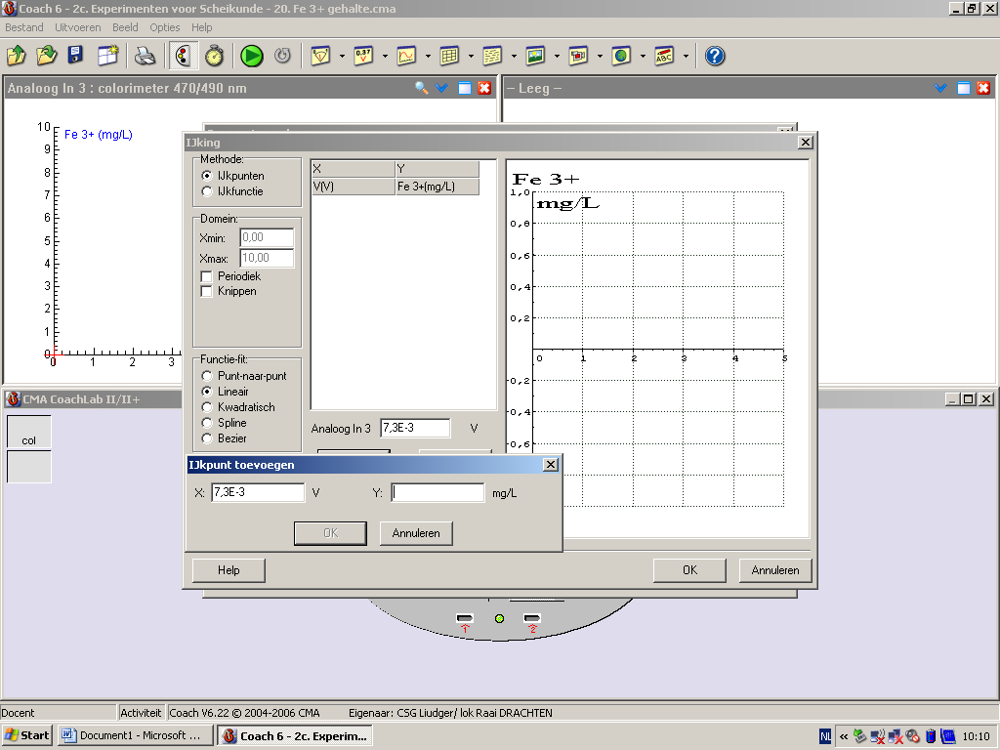 Coach 6 - 2c. Experimenten voor Scheikunde - 20. Fe 3+ gehalte.cma
Bestand Uitvoeren Beeld Opties Help
0.37
ABC
Analoog In 3 : colorimeter 470/490 nm
- Leeg -
10
Fe 3+ (mg/L)
9
8
7
6
5
4
3
2
1
0
0 1 2 3
IJking
Methode:
IJkpunten
IJkfunctie
Domein:
Xmin: 0,00
Xmax: 10,00
Periodiek
Knippen
Functie-fit:
Punt-naar-punt
Lineair
Kwadratisch
Spline
Bezier
X Y
V(V) Fe 3+(mg/L)
Analoog In 3 7,3E-3 V
Fe 3+
mg/L
1,0
0,8
0,6
0,4
0,2
0 1 2 3 4 5
-0,2
-0,4
-0,6
IJkpunt toevoegen
X: 7,3E-3 V Y: mg/L
OK Annuleren
Help OK Annuleren
CMA CoachLab II/II+
col
1 2
Docent Activiteit Coach V6.22 © 2004-2006 CMA Eigenaar: CSG Liudger/ lok Raai DRACHTEN
Start Document1 - Microsoft ... Coach 6 - 2c. Experim... NL « 10:10